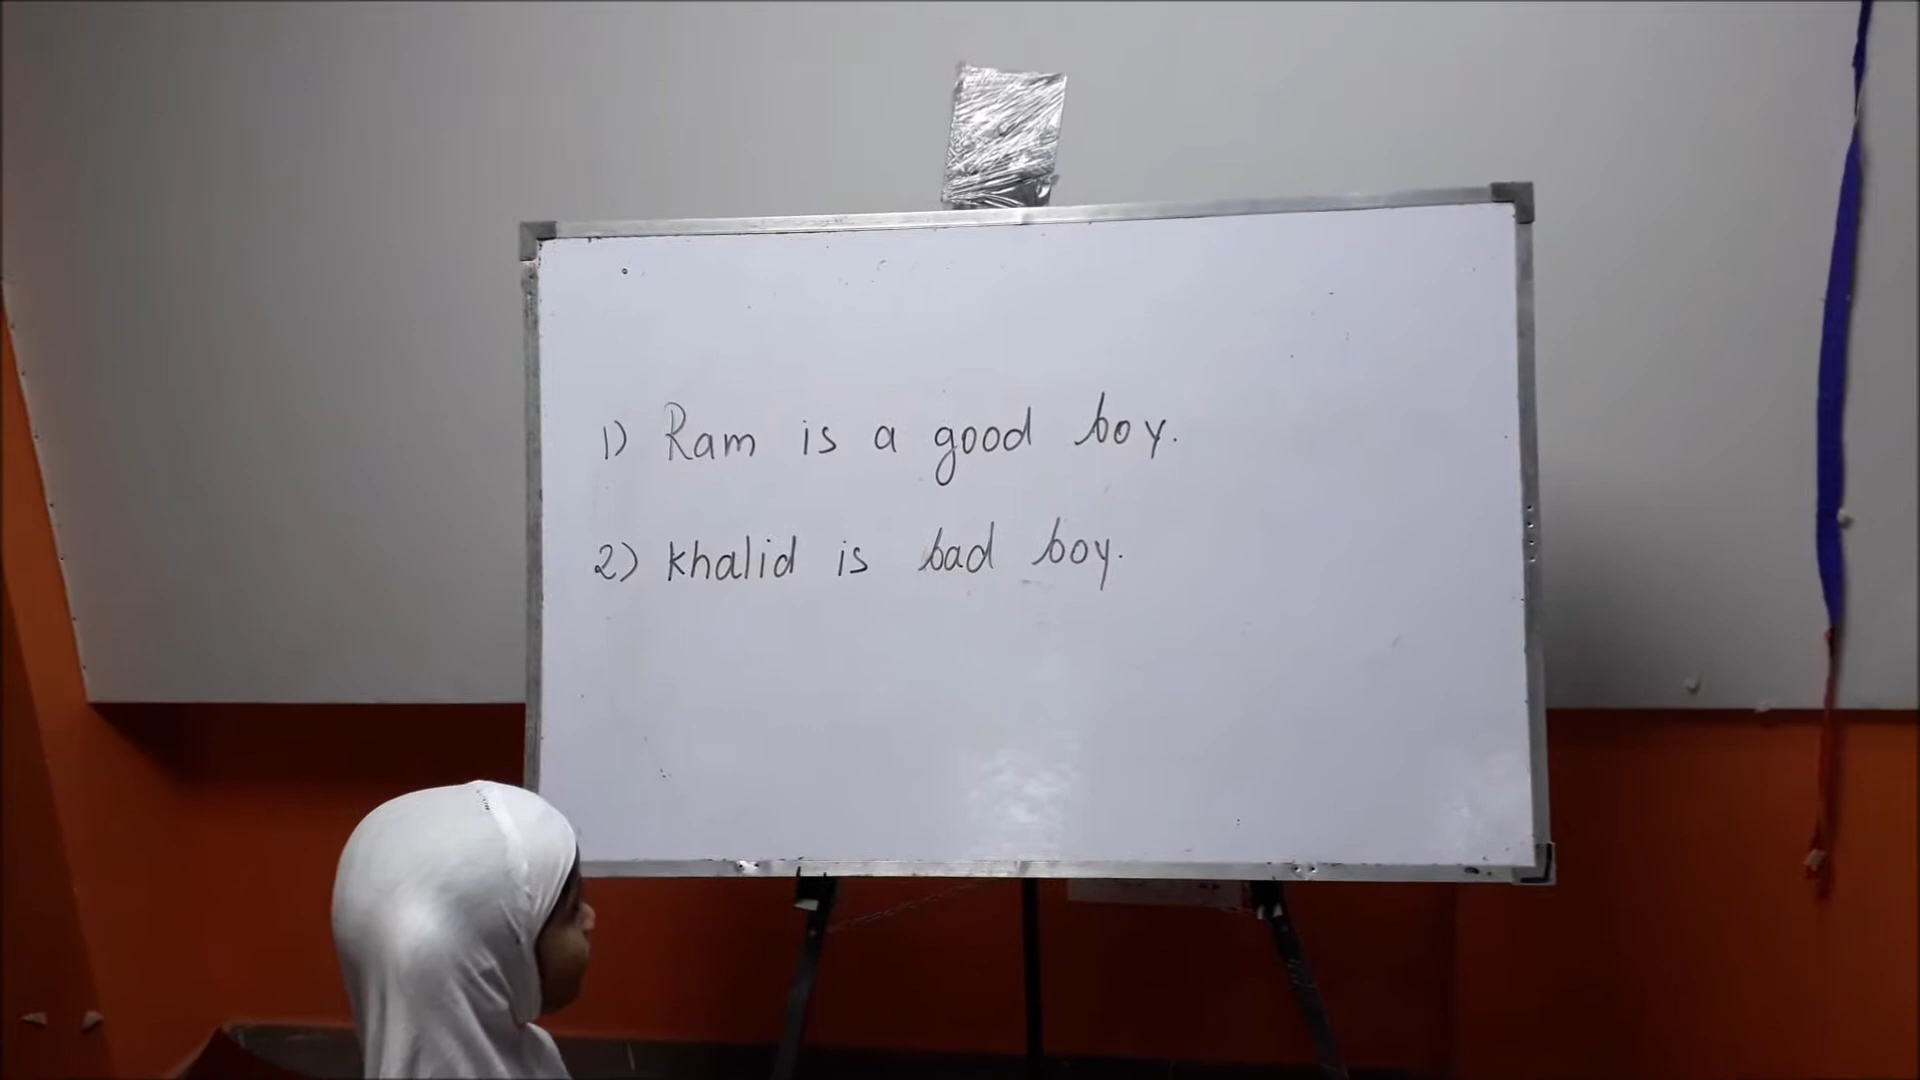 1) Ram is a good boy.
2) Khalid is bad boy.